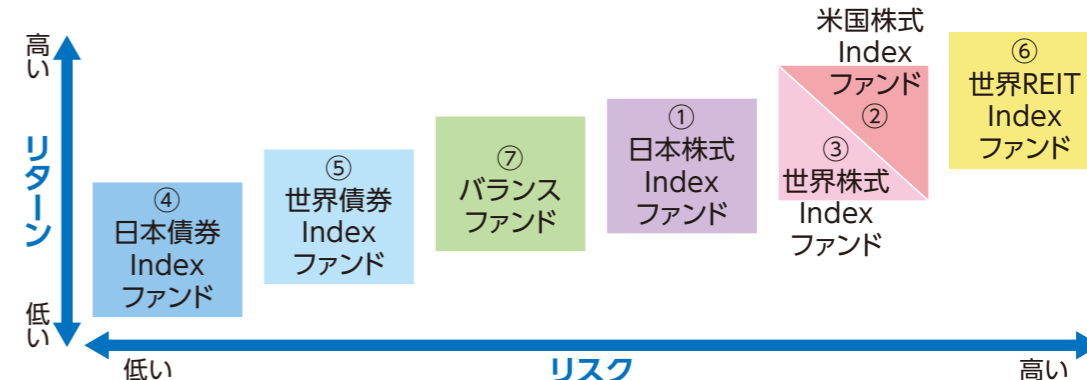 高い
リターン
低い
④
日本債券
Index
ファンド
⑤
世界債券
Index
ファンド
⑦
バランス
ファンド
①
日本株式
Index
ファンド
米国株式
Index
ファンド
②
③
世界株式
Index
ファンド
⑥
世界REIT
Index
ファンド
低い
リスク
高い